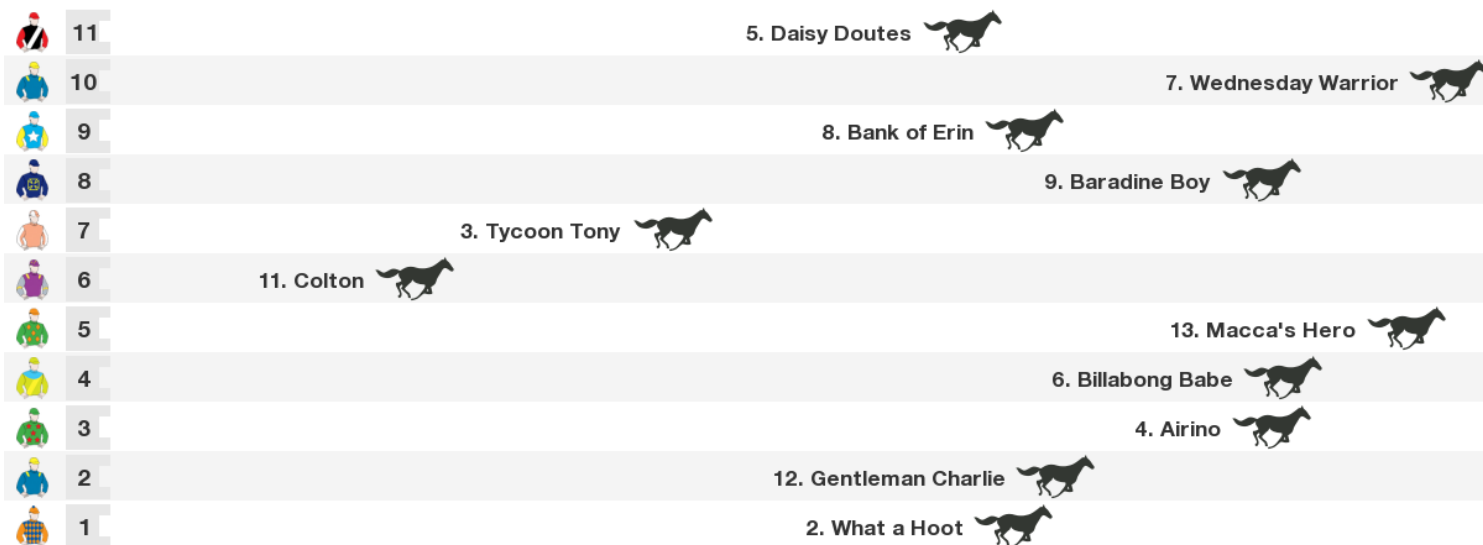 11 5. Daisy Doutes
10 7. Wednesday Warrior
9 8. Bank of Erin
8 9. Baradine Boy
7 3. Tycoon Tony
6 11. Colton
5 13. Macca's Hero
4 6. Billabong Babe
3 4. Airino
2 12. Gentleman Charlie
1 2. What a Hoot